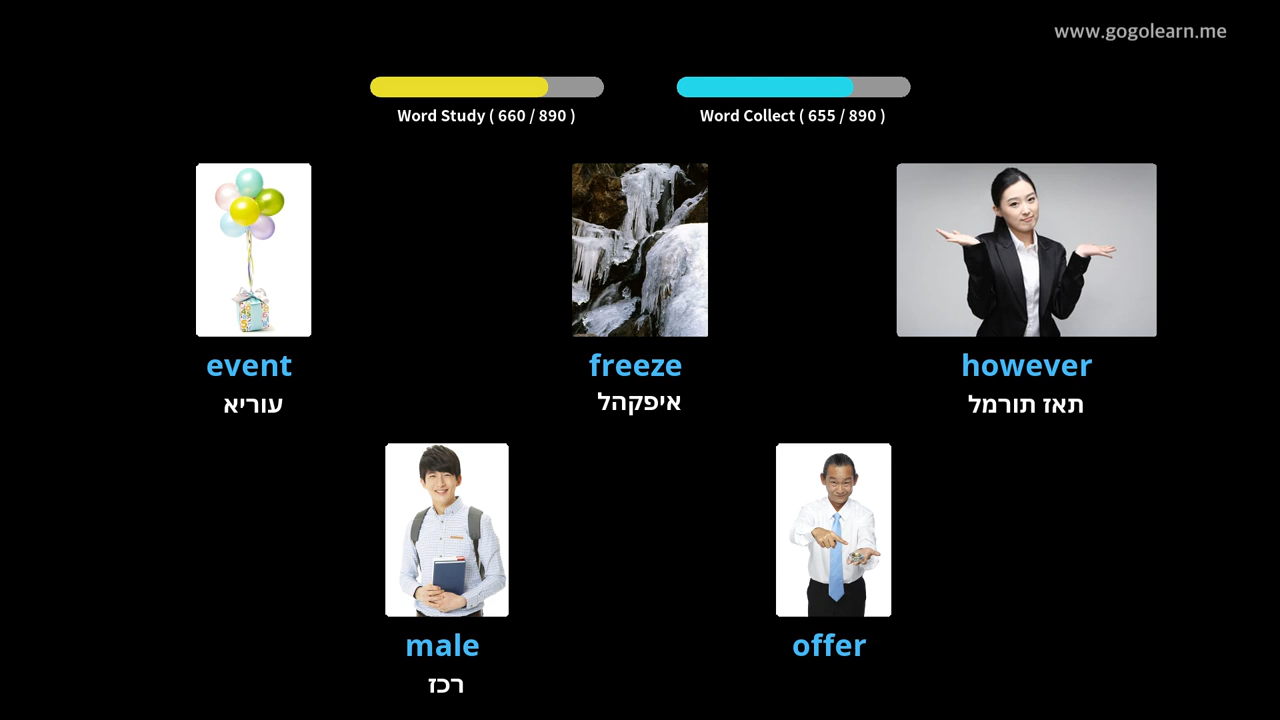 www.gogolearn.me
Word Study ( 660 / 890 )
Word Collect ( 655 / 890 )
event
עוריא
freeze
איפקהל
however
תאז תורמל
male
רכז
offer